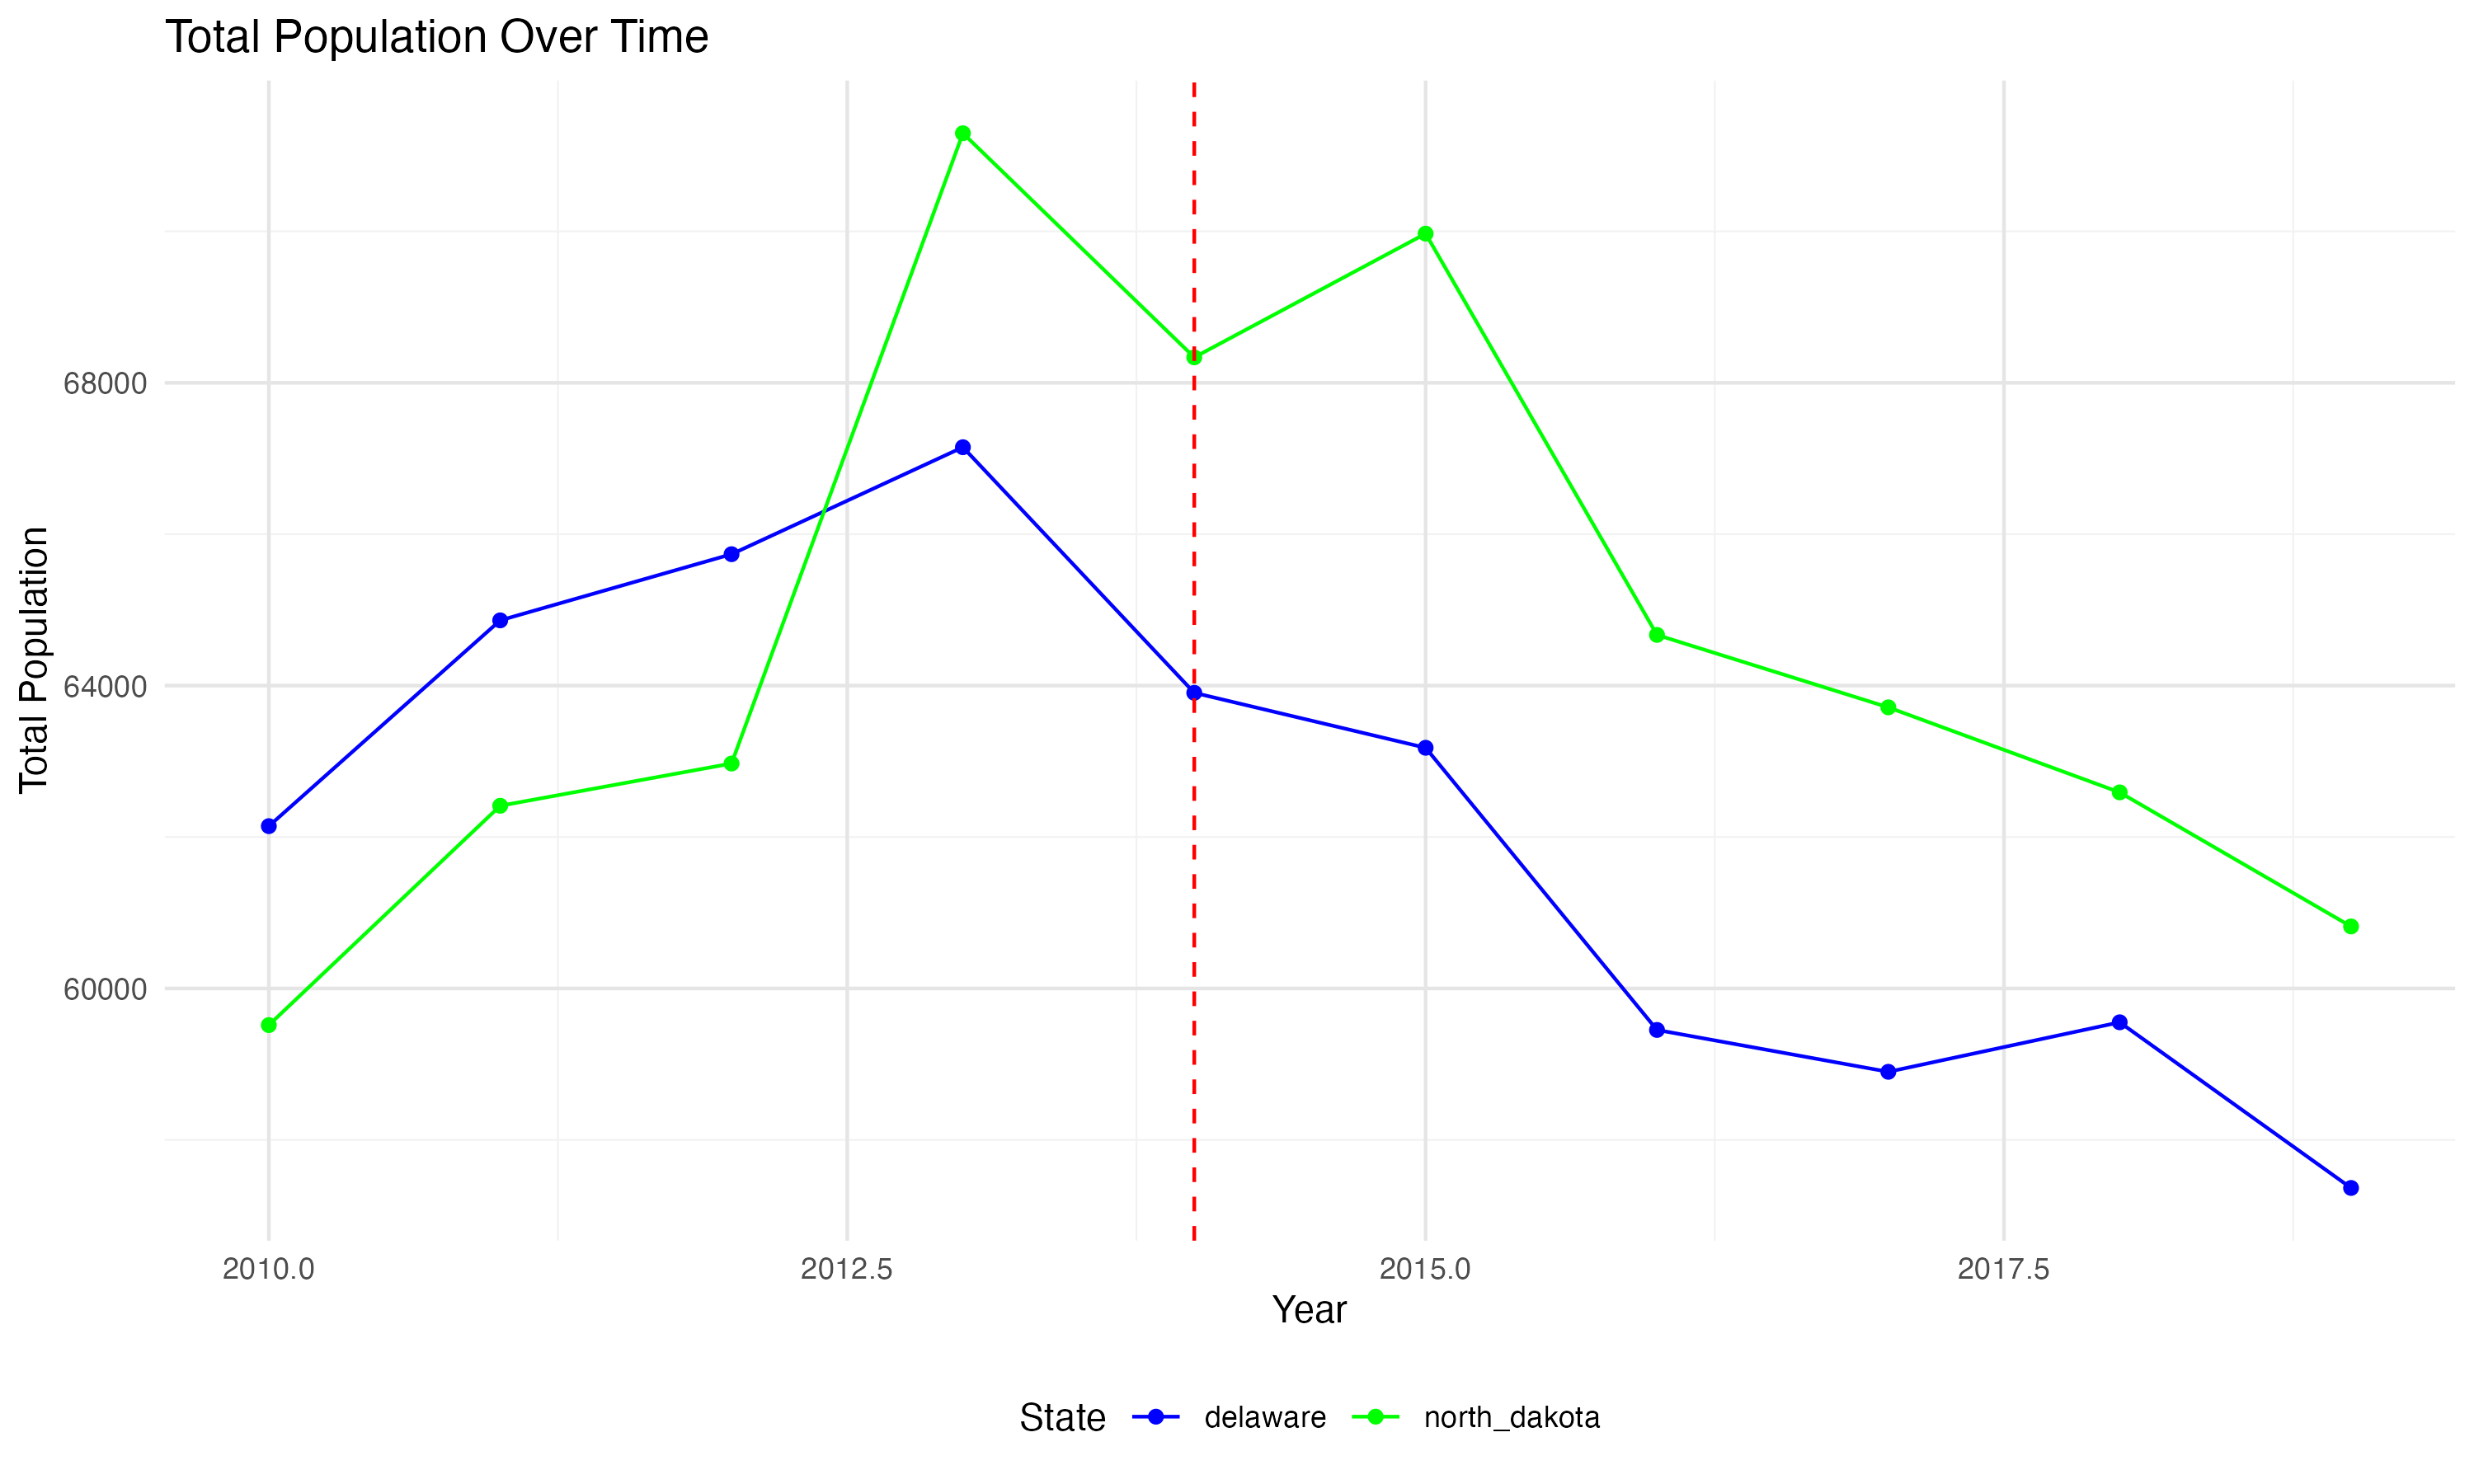 Total Population Over Time
Total Population
68000
64000
60000
2010.0 2012.5 2015.0 2017.5
Year
State delaware north_dakota